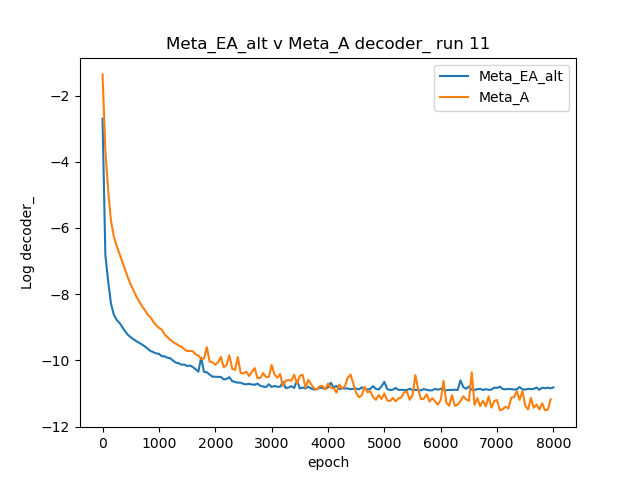 Meta_EA_alt v Meta_A decoder_ run 11
Meta_EA_alt
Meta_A
Log decoder_
−2
−4
−6
−8
−10
−12
0 1000 2000 3000 4000 5000 6000 7000 8000
epoch